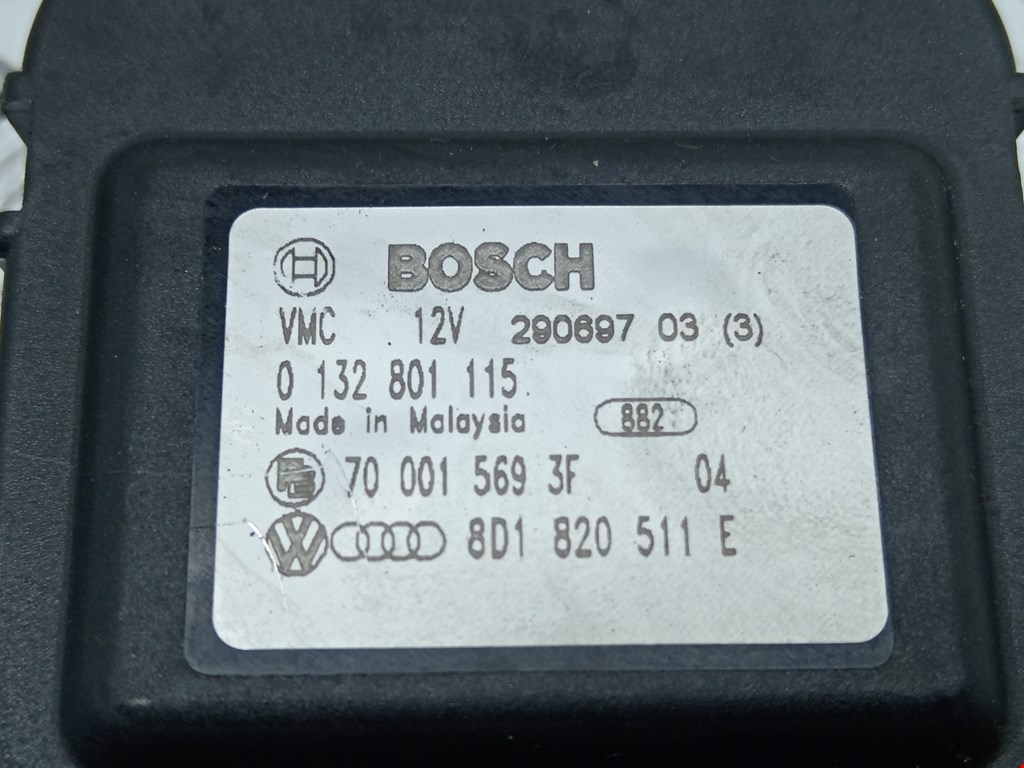 BOSCH
VMC 12V 290697 03 (3)
0 132 801 115
Made in Malaysia 882
70 001 569 3F 04
8D1 820 511 E